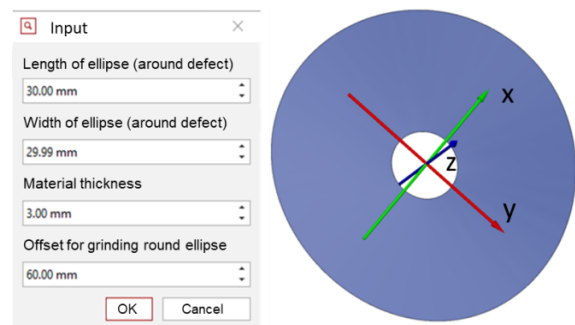 Input
Length of ellipse (around defect)
30.00 mm
Width of ellipse (around defect)
29.99 mm
Material thickness
3.00 mm
Offset for grinding round ellipse
60.00 mm
OK Cancel
x
z
y